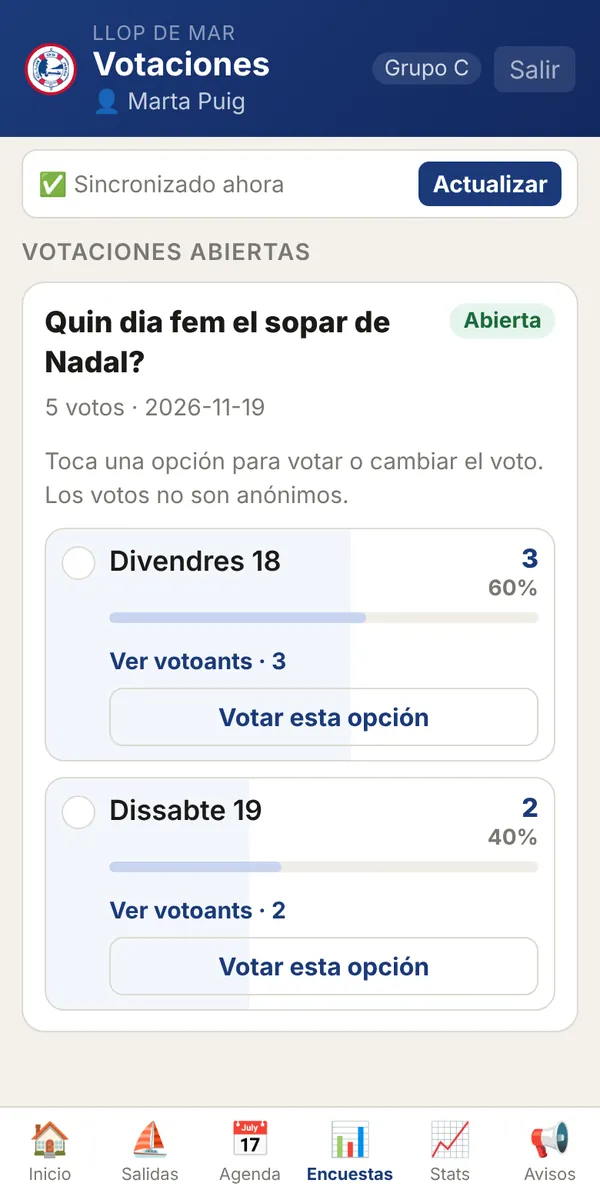 LLOP DE MAR
Votaciones
Marta Puig
Grupo C
Salir
Sincronizado ahora
Actualizar
VOTACIONES ABIERTAS
Quin dia fem el sopar de
Nadal?
Abierta
5 votos · 2026-11-19
Toca una opción para votar o cambiar el voto.
Los votos no son anónimos.
Divendres 18
3
60%
Ver votoants · 3
Votar esta opción
Dissabte 19
2
40%
Ver votoants · 2
Votar esta opción
July
17
Inicio
Salidas
Agenda
Encuestas
Stats
Avisos